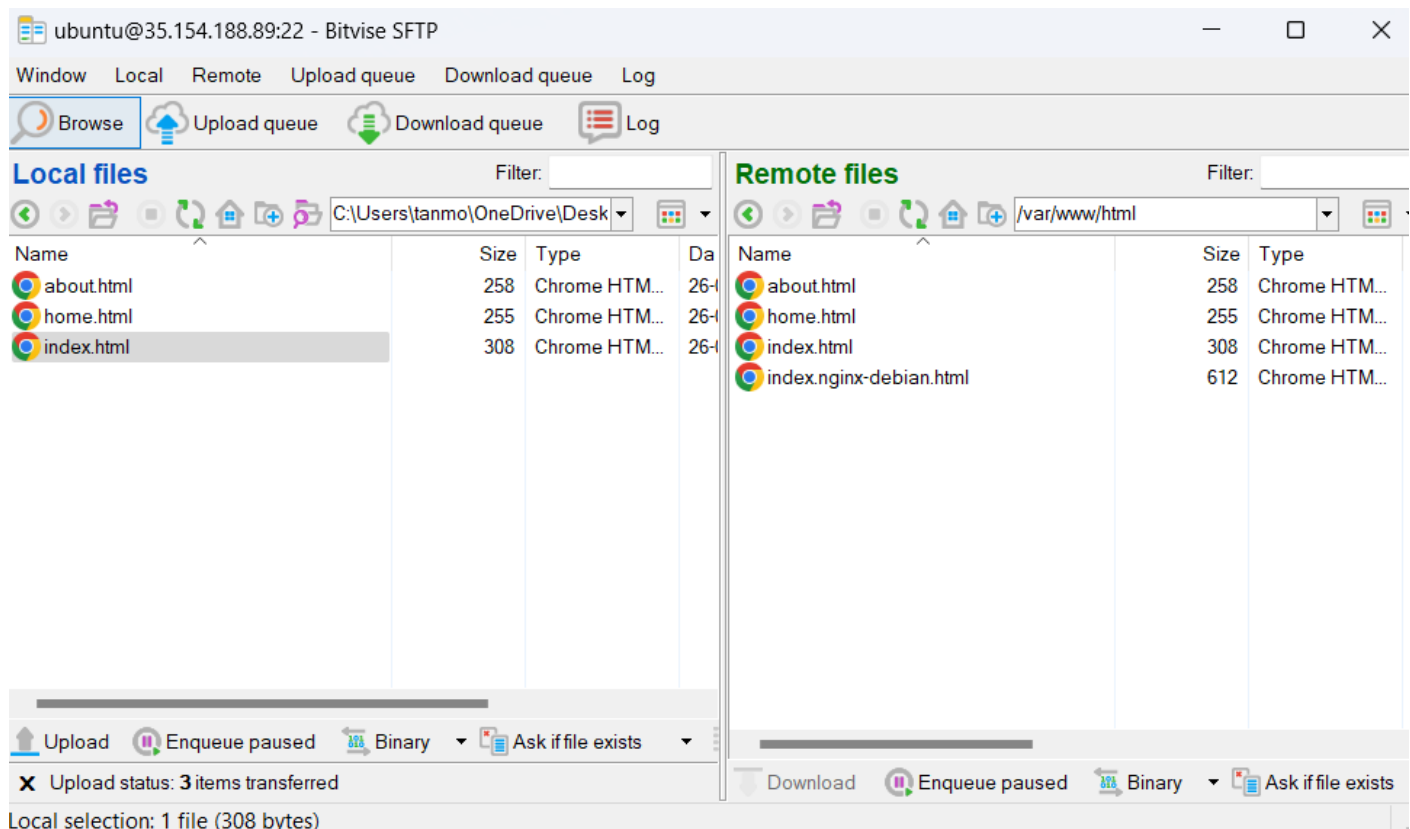 ubuntu@35.154.188.89:22 - Bitvise SFTP
Window Local Remote Upload queue Download queue Log
Browse Upload queue Download queue Log
Local files Filter: Remote files Filter:
C:\Users\tanmo\OneDrive\Desk /var/www/html
Name Size Type Da Name Size Type
about.html 258 Chrome HTM... 26- about.html 258 Chrome HTM...
home.html 255 Chrome HTM... 26- home.html 255 Chrome HTM...
index.html 308 Chrome HTM... 26- index.html 308 Chrome HTM...
index.nginx-debian.html 612 Chrome HTM...
Upload Enqueue paused Binary Ask if file exists
X Upload status: 3 items transferred Download Enqueue paused Binary Ask if file exists
Local selection: 1 file (308 bytes)